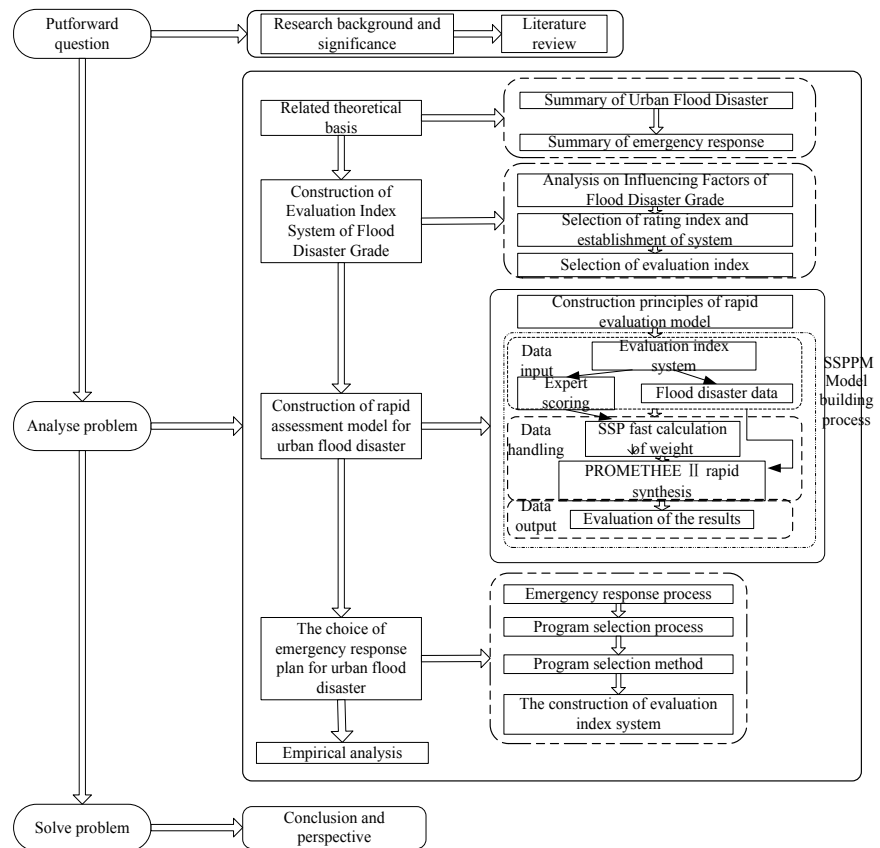 Putforward
question
Research background and
significance
Literature
review
Related theoretical
basis
Summary of Urban Flood Disaster
Summary of emergency response
Construction of
Evaluation Index
System of Flood
Disaster Grade
Analysis on Influencing Factors of
Flood Disaster Grade
Selection of rating index and
establishment of system
Selection of evaluation index
Analyse problem
Construction of rapid
assessment model for
urban flood disaster
Construction principles of rapid
evaluation model
Data
input
Evaluation index
system
Expert
scoring
Flood disaster data
Data
handling
SSP fast calculation
of weight
PROMETHEE Ⅱ rapid
synthesis
Data
output
Evaluation of the results
SSPPM
Model
building
process
The choice of
emergency response
plan for urban flood
disaster
Emergency response process
Program selection process
Program selection method
The construction of evaluation
index system
Empirical analysis
Solve problem
Conclusion and
perspective